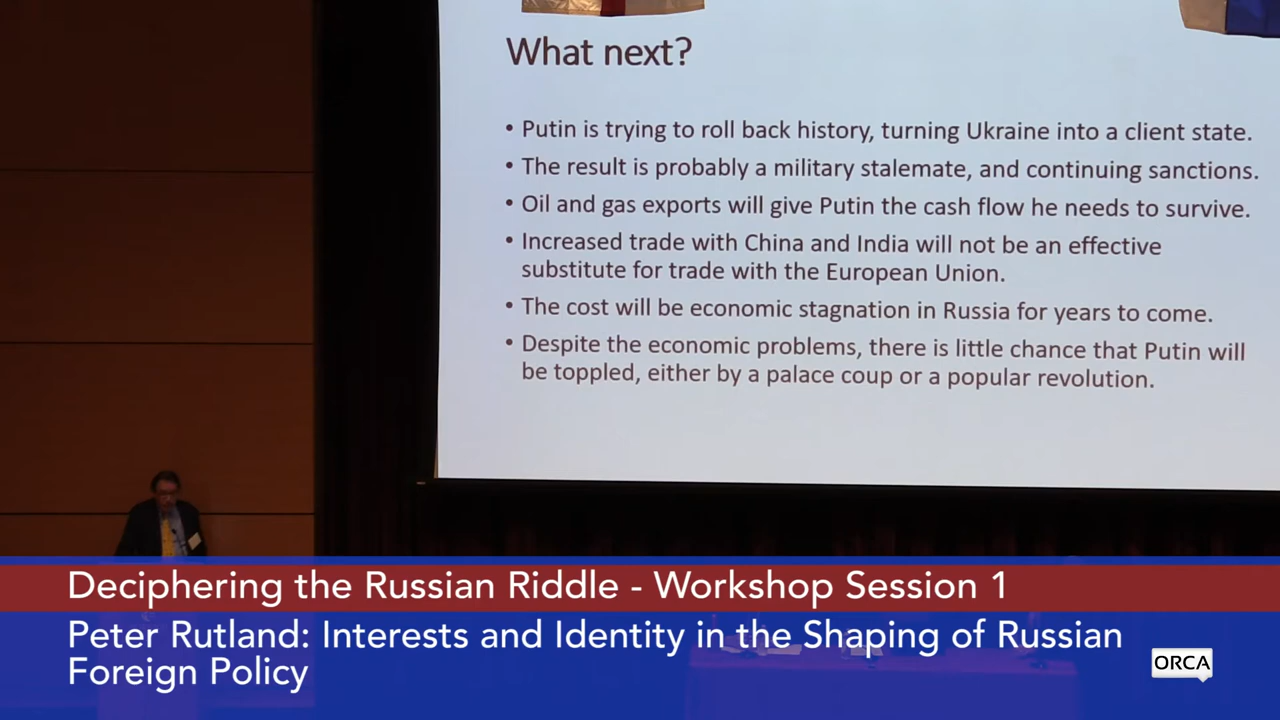 What next?
• Putin is trying to roll back history, turning Ukraine into a client state.
• The result is probably a military stalemate, and continuing sanctions.
• Oil and gas exports will give Putin the cash flow he needs to survive.
• Increased trade with China and India will not be an effective
substitute for trade with the European Union.
• The cost will be economic stagnation in Russia for years to come.
• Despite the economic problems, there is little chance that Putin will
be toppled, either by a palace coup or a popular revolution.
Deciphering the Russian Riddle - Workshop Session 1
Peter Rutland: Interests and Identity in the Shaping of Russian
Foreign Policy
ORCA